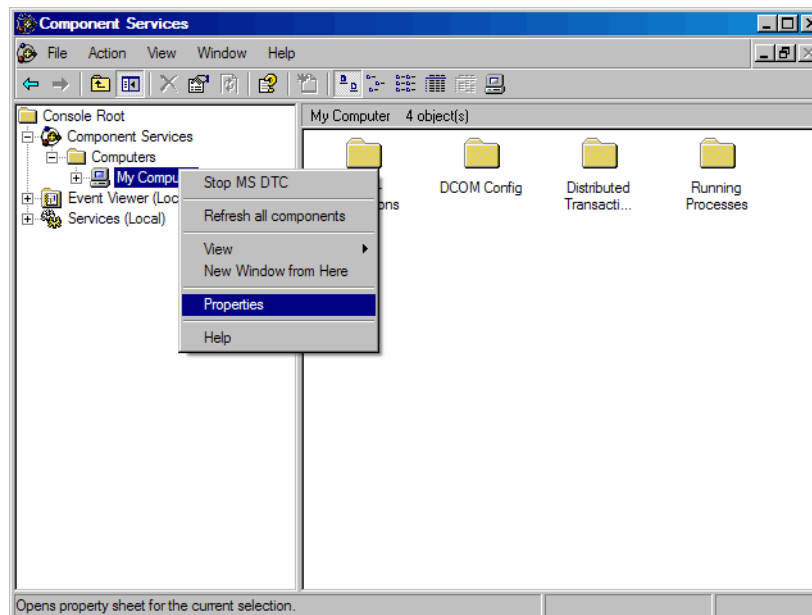 Component Services
File Action View Window Help
Console Root
Component Services
Computers
My Compu
Event Viewer (Loc
Services (Local)
My Computer 4 object(s)
ons
DCOM Config
Distributed
Transacti...
Running
Processes
Stop MS DTC
Refresh all components
View
New Window from Here
Properties
Help
Opens property sheet for the current selection.